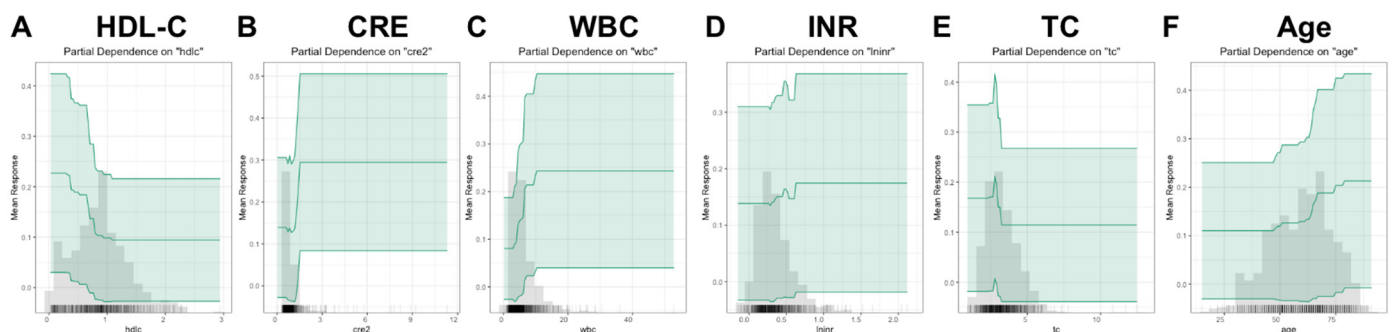 A HDL-C
Partial Dependence on "hdlc"
Mean Response
0.4
0.3
0.2
0.1
0.0
0 1 2 3
hdlc
B CRE
Partial Dependence on "cre2"
Mean Response
0.5
0.4
0.3
0.2
0.1
0.0
0 3 6 9 12
cre2
C WBC
Partial Dependence on "wbc"
Mean Response
0.4
0.3
0.2
0.1
0.0
0 20 40
wbc
D INR
Partial Dependence on "lninr"
Mean Response
0.3
0.2
0.1
0.0
0.0 0.5 1.0 1.5 2.0
lninr
E TC
Partial Dependence on "tc"
Mean Response
0.4
0.3
0.2
0.1
0.0
5 10
tc
F Age
Partial Dependence on "age"
Mean Response
0.4
0.3
0.2
0.1
0.0
25 50 75
age